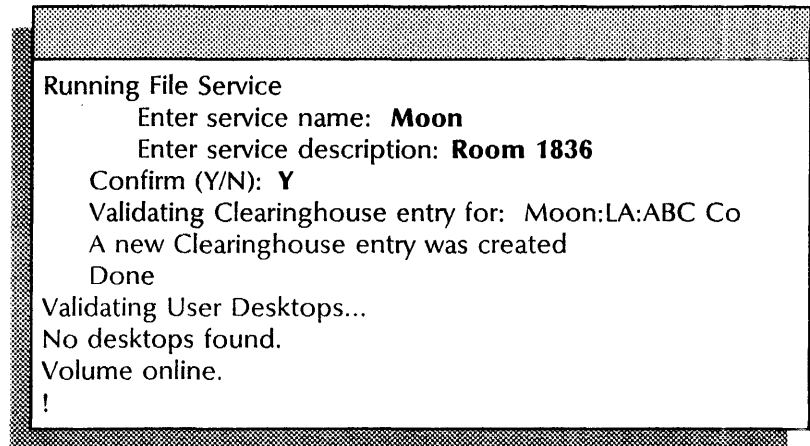 Running File Service
Enter service name: Moon
Enter service description: Room 1836
Confirm (Y/N): Y
Validating Clearinghouse entry for: Moon:LA:ABC Co
A new Clearinghouse entry was created
Done
Validating User Desktops...
No desktops found.
Volume online.
!